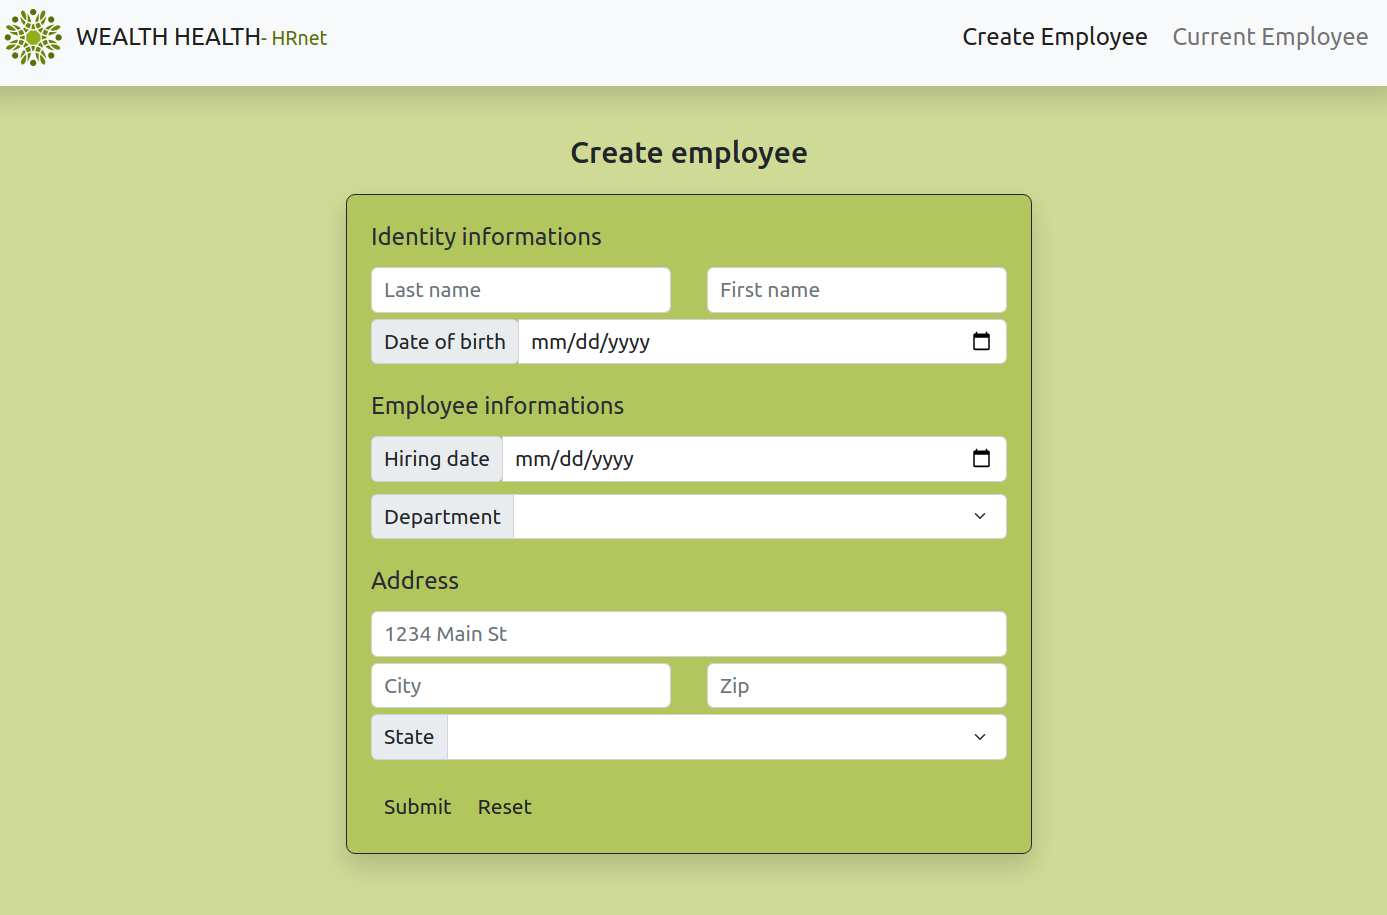 WEALTH HEALTH- HRnet
Create Employee Current Employee
Create employee
Identity informations
Last name First name
Date of birth mm/dd/yyyy
Employee informations
Hiring date mm/dd/yyyy
Department
Address
1234 Main St
City Zip
State
Submit Reset